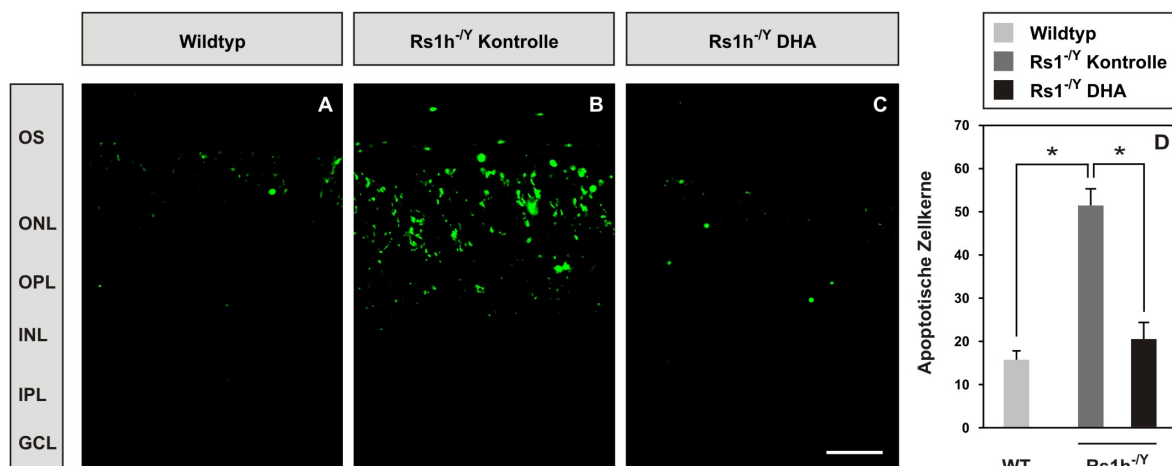 Wildtyp
Rs1h-/Y Kontrolle
Rs1h-/Y DHA
Wildtyp
Rs1-/Y Kontrolle
Rs1-/Y DHA
OS
ONL
OPL
INL
IPL
GCL
A
B
C
D
Apoptotische Zellkerne
70
60
50
40
30
20
10
0
*
*
WT
Rs1h-/Y